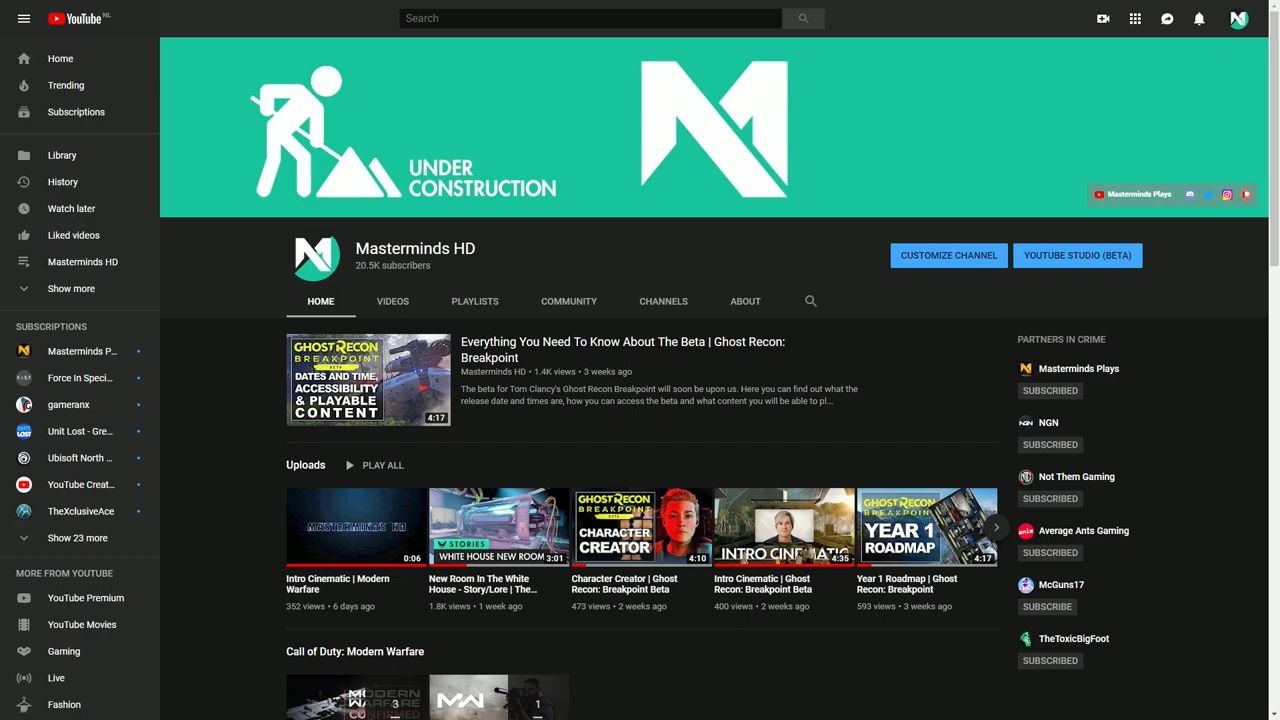 YouTube NL
Search
Home
Trending
Subscriptions
Library
History
Watch later
Liked videos
Masterminds HD
Show more
SUBSCRIPTIONS
Masterminds P...
Force In Speci...
gameranx
Unit Lost - Gre...
Ubisoft North ...
YouTube Creat...
TheXclusiveAce
Show 23 more
MORE FROM YOUTUBE
YouTube Premium
YouTube Movies
Gaming
Live
Fashion
UNDER
CONSTRUCTION
Masterminds Plays
Masterminds HD
20.5K subscribers
CUSTOMIZE CHANNEL
YOUTUBE STUDIO (BETA)
HOME
VIDEOS
PLAYLISTS
COMMUNITY
CHANNELS
ABOUT
GHOST RECON
BREAKPOINT
BETA
DATES AND TIME,
ACCESSIBILITY
& PLAYABLE
CONTENT
4:17
Everything You Need To Know About The Beta | Ghost Recon:
Breakpoint
Masterminds HD • 1.4K views • 3 weeks ago
The beta for Tom Clancy's Ghost Recon Breakpoint will soon be upon us. Here you can find out what the
release date and times are, how you can access the beta and what content you will be able to pl...
Uploads
PLAY ALL
MASTERMINDS HD
0:06
Intro Cinematic | Modern
Warfare
352 views • 6 days ago
STORIES
WHITE HOUSE NEW ROOM
3:01
New Room In The White
House - Story/Lore | The...
1.8K views • 1 week ago
GHOST RECON
BREAKPOINT
BETA
CHARACTER
CREATOR
4:10
Character Creator | Ghost
Recon: Breakpoint Beta
473 views • 2 weeks ago
INTRO CINEMATIC
4:35
Intro Cinematic | Ghost
Recon: Breakpoint Beta
400 views • 2 weeks ago
GHOST RECON
BREAKPOINT
YEAR 1
ROADMAP
4:17
Year 1 Roadmap | Ghost
Recon: Breakpoint
593 views • 3 weeks ago
Call of Duty: Modern Warfare
MODERN
WARFARE
CONFIRMED
3
MW
1
PARTNERS IN CRIME
Masterminds Plays
SUBSCRIBED
NGN
SUBSCRIBED
Not Them Gaming
SUBSCRIBED
Average Ants Gaming
SUBSCRIBED
McGuns17
SUBSCRIBE
TheToxicBigFoot
SUBSCRIBED